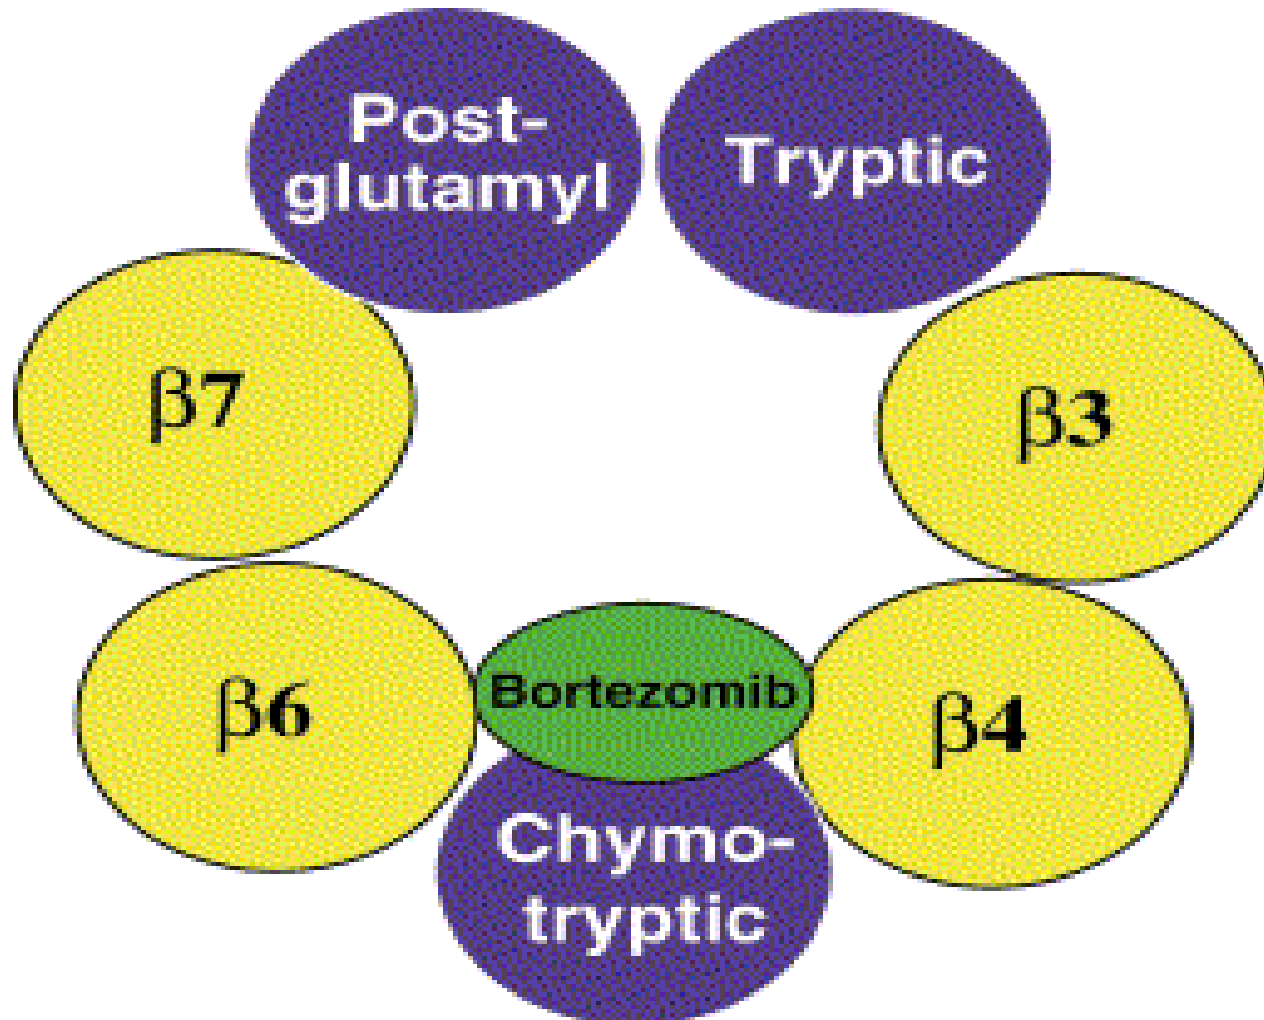 Post-
glutamyl
Tryptic
β7
β3
β6
Bortezomib
β4
Chymo-
tryptic